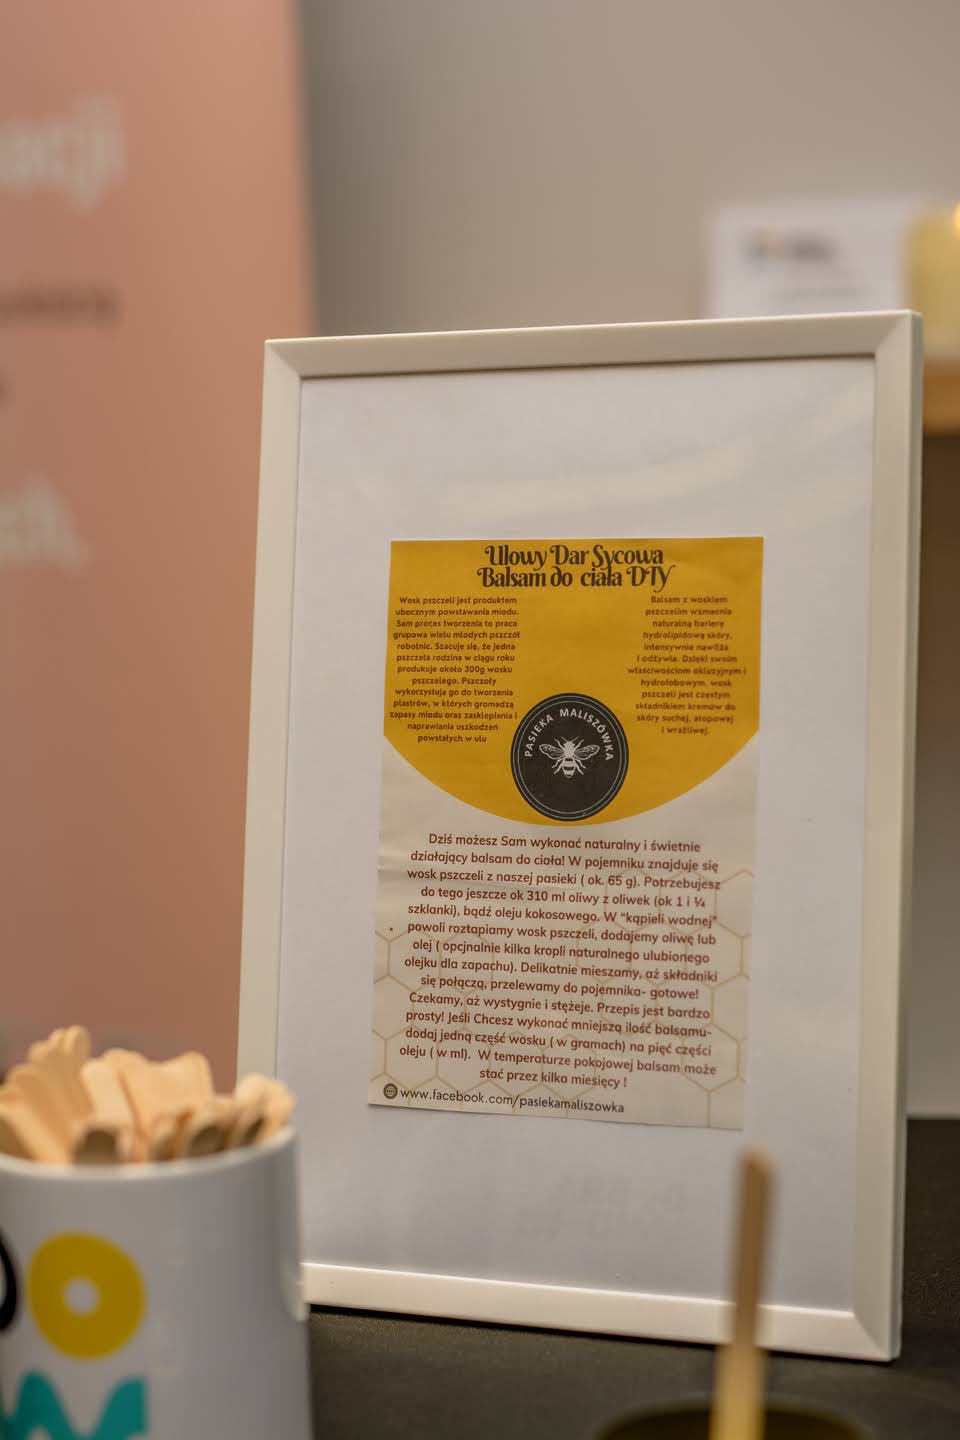 acji
Ulowy Dar Sycowa
Balsam do ciała DIY
Wosk pszczeli jest produktem
ubocznym powstawania miodu.
Sam proces tworzenia to praca
grupowa wielu młodych pszczół
robotnic. Szacuje się, że jedna
pszczela rodzina w ciągu roku
produkuje około 300g wosku
pszczelego. Pszczoły
wykorzystują go do tworzenia
plastrów, w których gromadzą
zapasy miodu oraz zasklepiania i
naprawiania uszkodzeń
powstałych w ulu
Balsam z woskiem
pszczelim wzmacnia
naturalną barierę
hydrolipidową skóry,
intensywnie nawilża
i odżywia. Dzięki swoim
właściwościom okluzyjnym i
hydrofobowym, wosk
pszczeli jest częstym
składnikiem kremów do
skóry suchej, atopowej
i wrażliwej.
PASIEKA MALISZÓWKA
Dziś możesz Sam wykonać naturalny i świetnie
działający balsam do ciała! W pojemniku znajduje się
wosk pszczeli z naszej pasieki ( ok. 65 g). Potrzebujesz
do tego jeszcze ok 310 ml oliwy z oliwek (ok 1 i ¼
szklanki), bądź oleju kokosowego. W "kąpieli wodnej"
powoli roztapiamy wosk pszczeli, dodajemy oliwę lub
olej ( opcjnalnie kilka kropli naturalnego ulubionego
olejku dla zapachu). Delikatnie mieszamy, aż składniki
się połączą, przelewamy do pojemnika- gotowe!
Czekamy, aż wystygnie i stężeje. Przepis jest bardzo
prosty! Jeśli Chcesz wykonać mniejszą ilość balsamu-
dodaj jedną część wosku ( w gramach) na pięć części
oleju ( w ml). W temperaturze pokojowej balsam może
stać przez kilka miesięcy !
www.facebook.com/pasiekamaliszowka